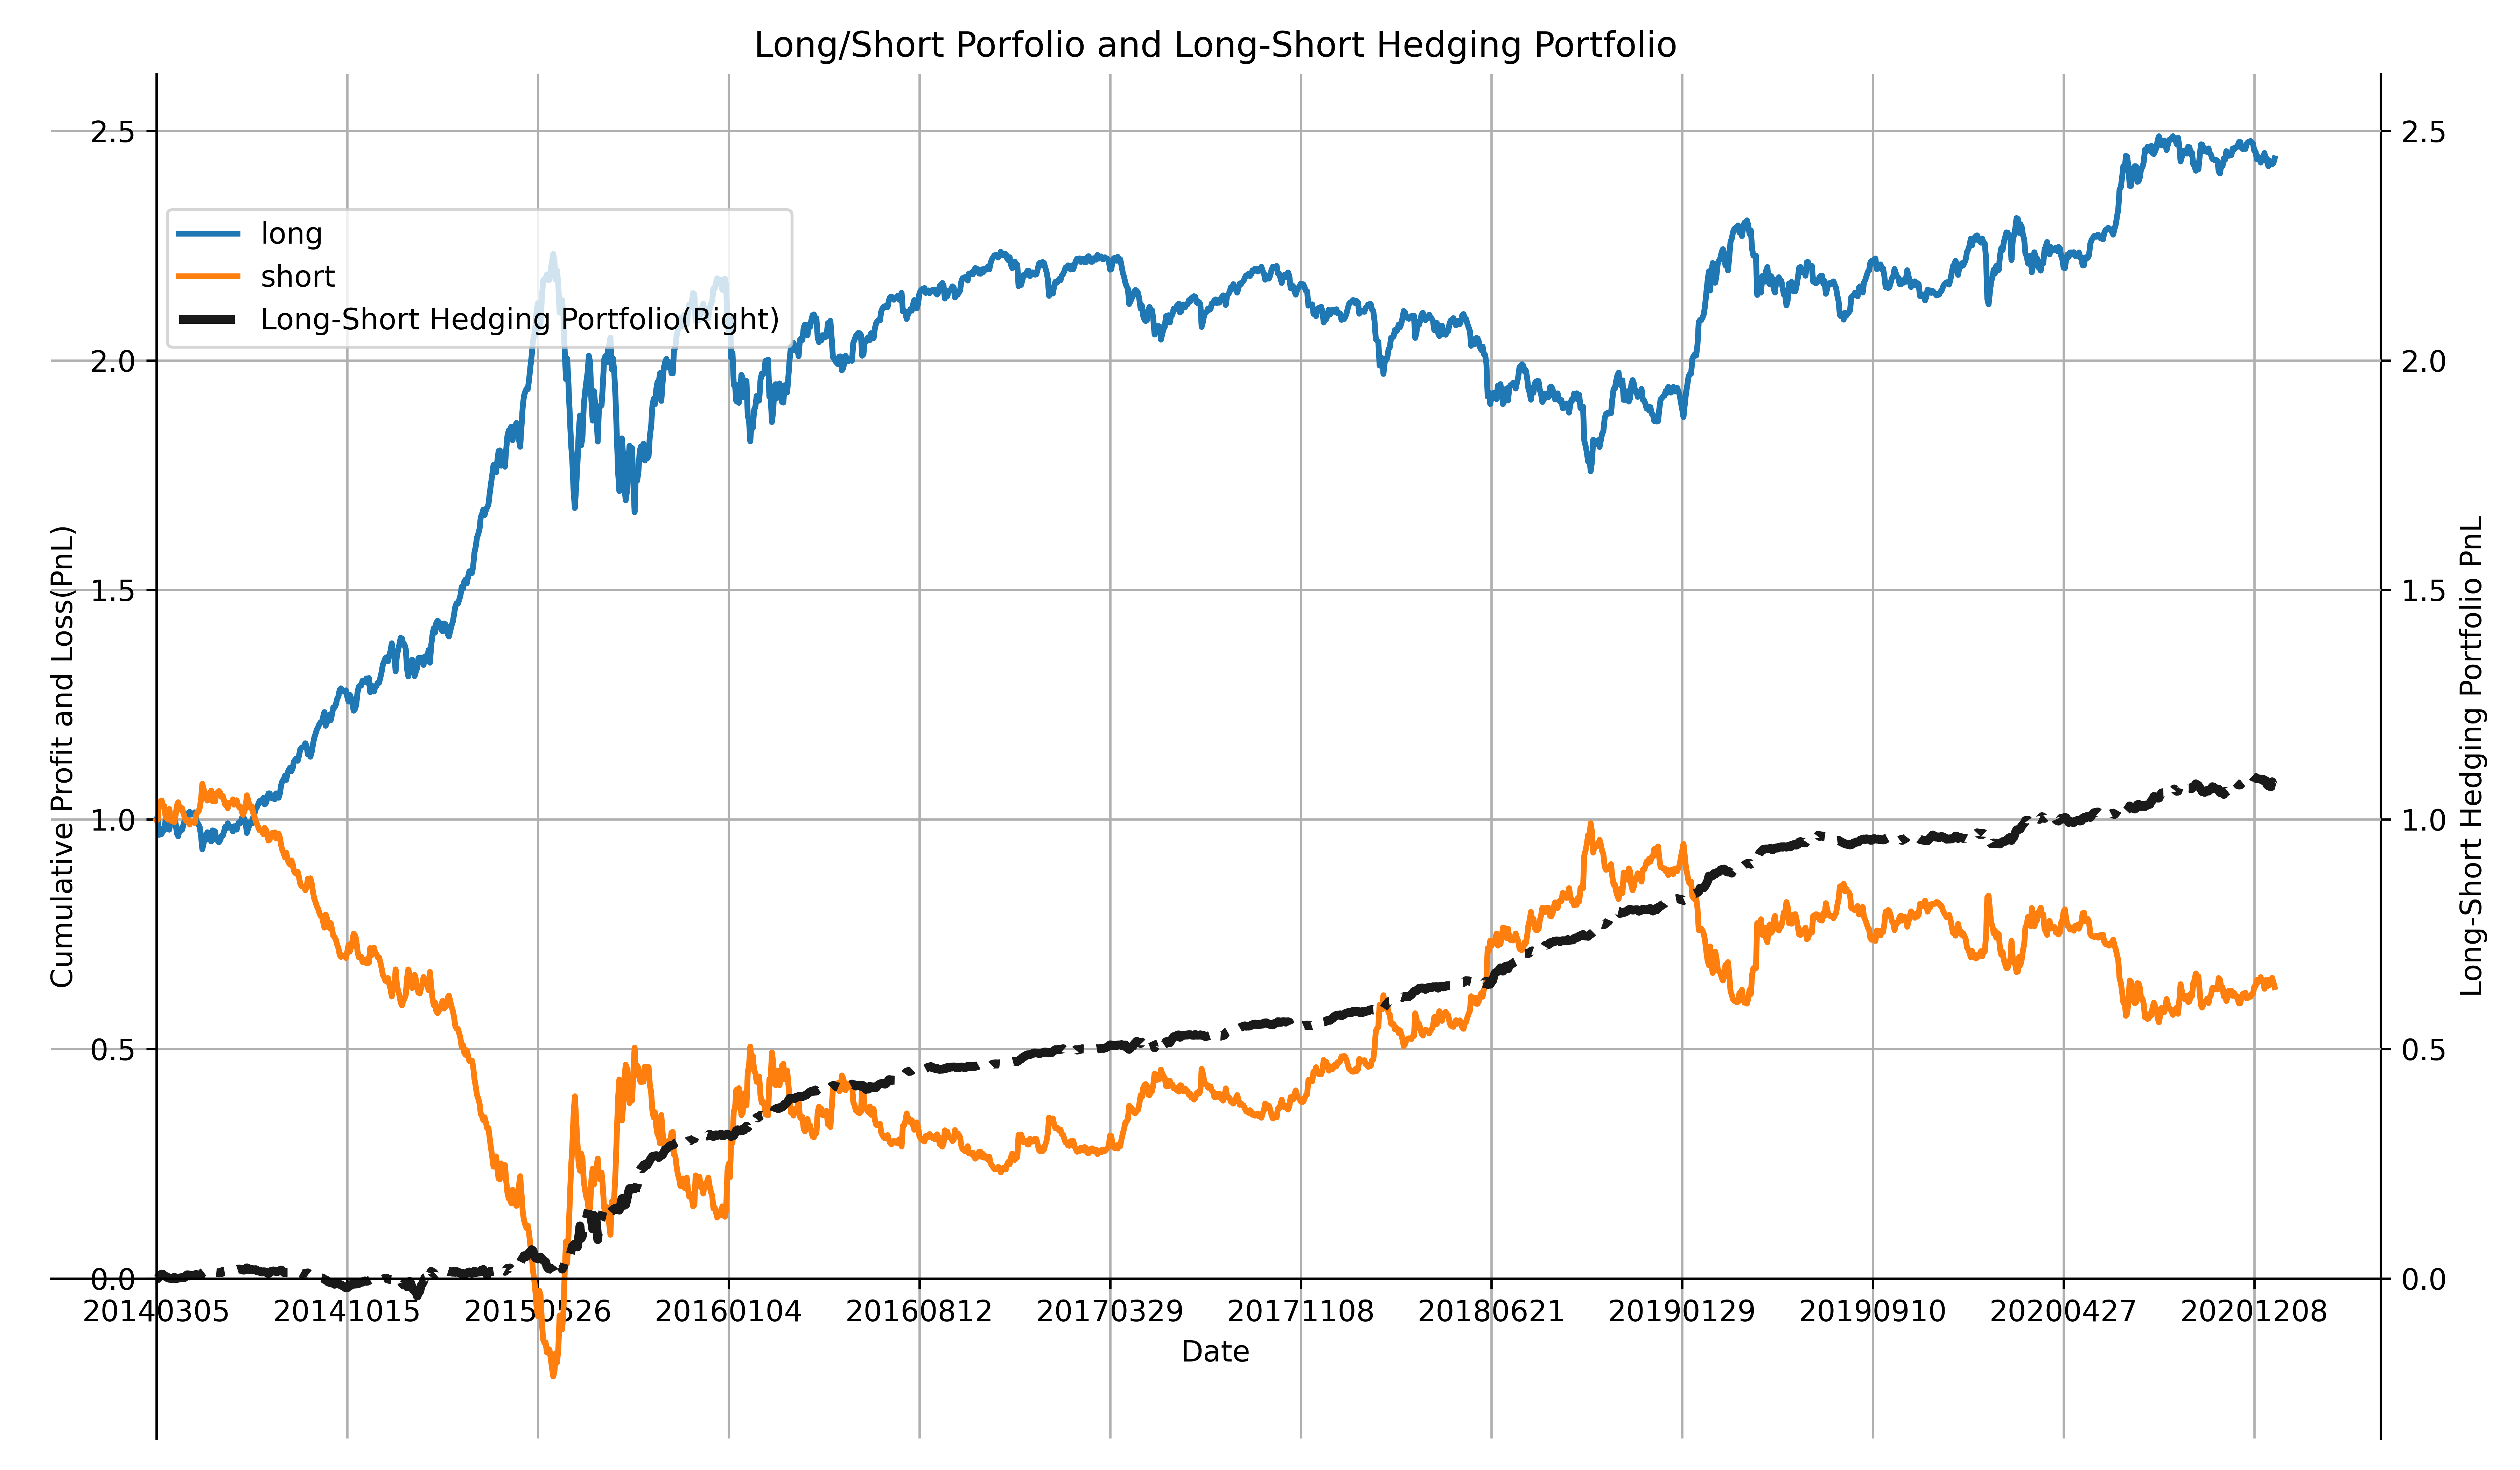 Long/Short Porfolio and Long-Short Hedging Portfolio
2.5
2.0
1.5
1.0
0.5
0.0
Cumulative Profit and Loss(PnL)
long
short
Long-Short Hedging Portfolio(Right)
2.5
2.0
1.5
1.0
0.5
0.0
Long-Short Hedging Portfolio PnL
20140305 20141015 20150526 20160104 20160812 20170329 20171108 20180621 20190129 20190910 20200427 20201208
Date